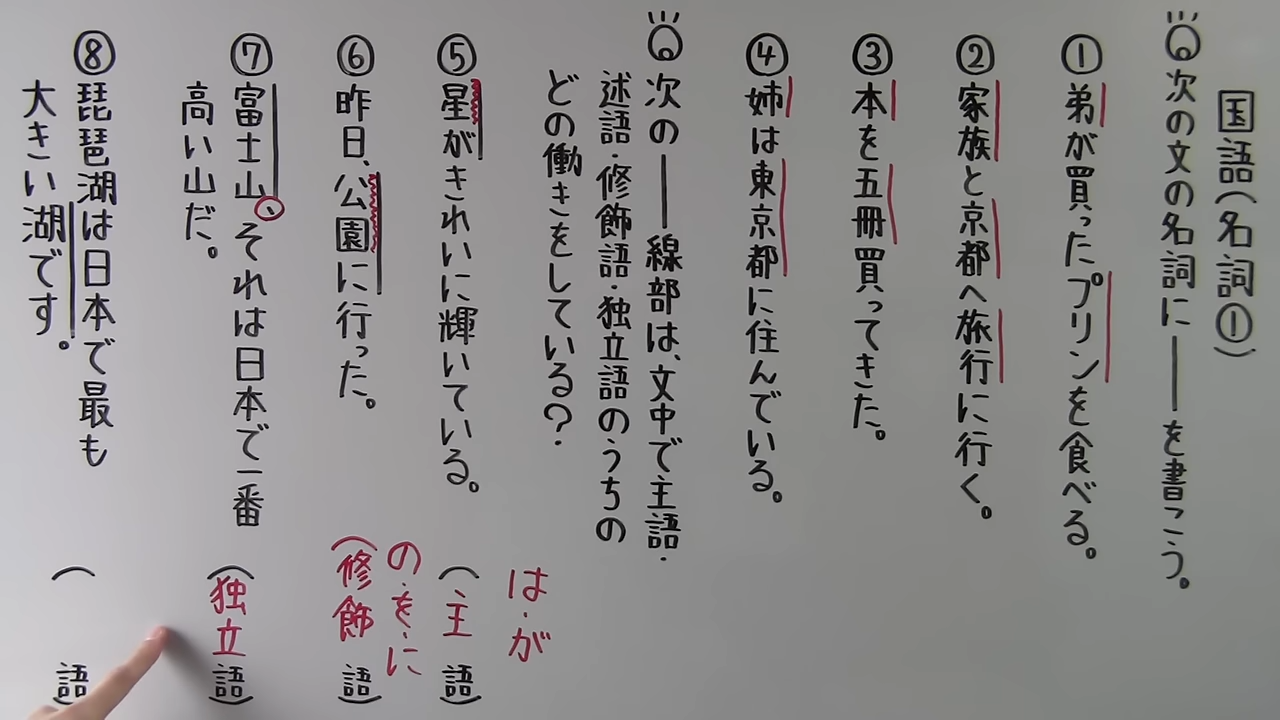 国語(名詞①)
次の文の名詞に――を書こう。
①弟が買ったプリンを食べる。
②家族と京都へ旅行に行く。
③本を五冊買ってきた。
④姉は東京都に住んでいる。
次の――線部は、文中で主語・
述語・修飾語・独立語のうちの
どの働きをしている?
は・が
⑤星がきれいに輝いている。(主語)
の・を・に
⑥昨日、公園に行った。(修飾語)
⑦富士山、それは日本で一番
高い山だ。(独立語)
⑧琵琶湖は日本で最も
大きい湖です。( 語)